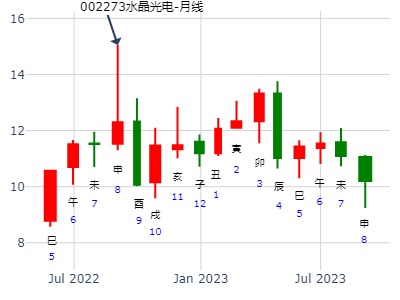 002273水晶光电-月线
16
14
12
10
8
巳
5
午
6
未
7
申
8
酉
9
戌
10
亥
11
子
12
丑
1
寅
2
卯
3
辰
4
巳
5
午
6
未
7
申
8
Jul 2022
Jan 2023
Jul 2023